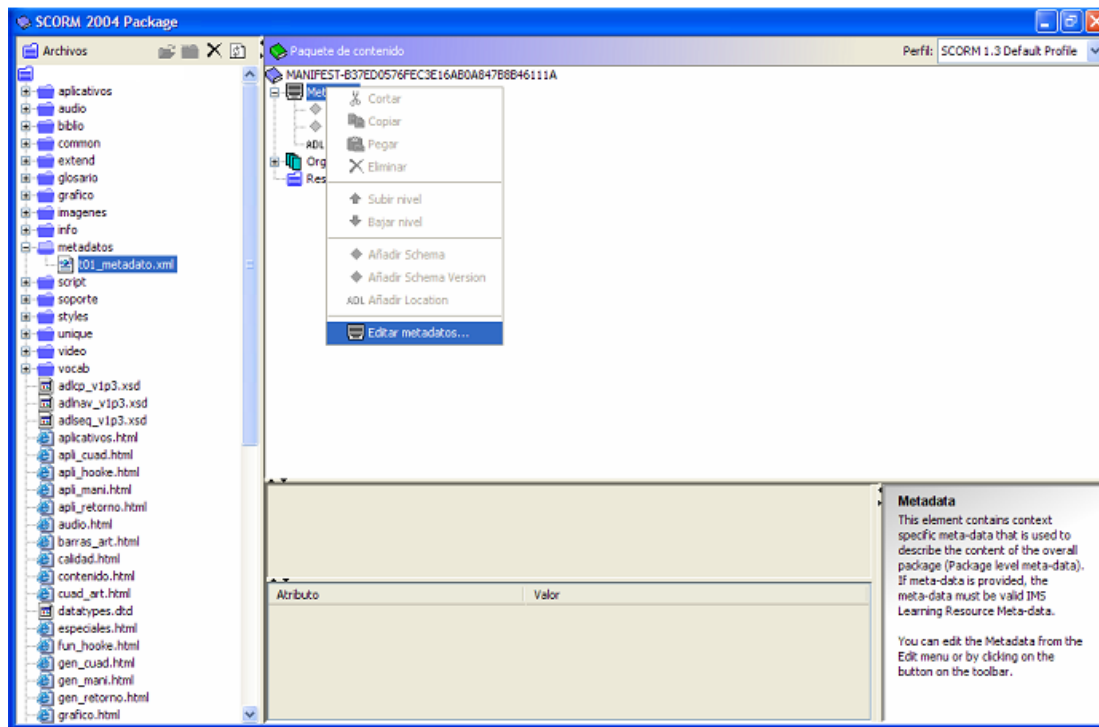 SCORM 2004 Package
Archivos
Paquete de contenido
Perfil: SCORM 1.3 Default Profile
aplicativos
audio
biblio
common
extend
glosario
grafico
imagenes
info
metadatos
t01_metadato.xml
script
soporte
styles
unique
video
vocab
adlcp_v1p3.xsd
adlnav_v1p3.xsd
adlseq_v1p3.xsd
aplicativos.html
apli_cuad.html
apli_hooke.html
apli_mani.html
apli_retorno.html
audio.html
barras_art.html
calidad.html
contenido.html
cuad_art.html
datatypes.dtd
especiales.html
fun_hooke.html
gen_cuad.html
gen_mani.html
gen_retorno.html
grafico.html
MANIFEST-B37ED0576FEC3E16AB0A847B8B46111A
Met
ADL
Org
Res
Cortar
Copiar
Pegar
Eliminar
Subir nivel
Bajar nivel
Añadir Schema
Añadir Schema Version
ADL Añadir Location
Editar metadatos...
Atributo Valor
Metadata
This element contains context
specific meta-data that is used to
describe the content of the overall
package (Package level meta-data).
If meta-data is provided, the
meta-data must be valid IMS
Learning Resource Meta-data.
You can edit the Metadata from the
Edit menu or by clicking on the
button on the toolbar.